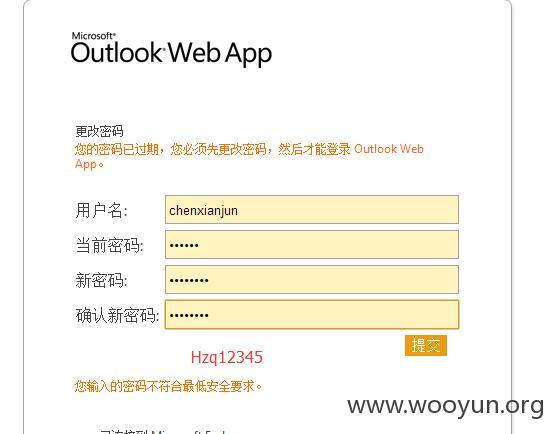 Microsoft®
Outlook Web App
更改密码
您的密码已过期，您必须先更改密码，然后才能登录 Outlook Web
App。
用户名: chenxianjun
当前密码: ••••••
新密码: ••••••••
确认新密码: ••••••••
提交
Hzq12345
您输入的密码不符合最低安全要求。
www.wooyun.org